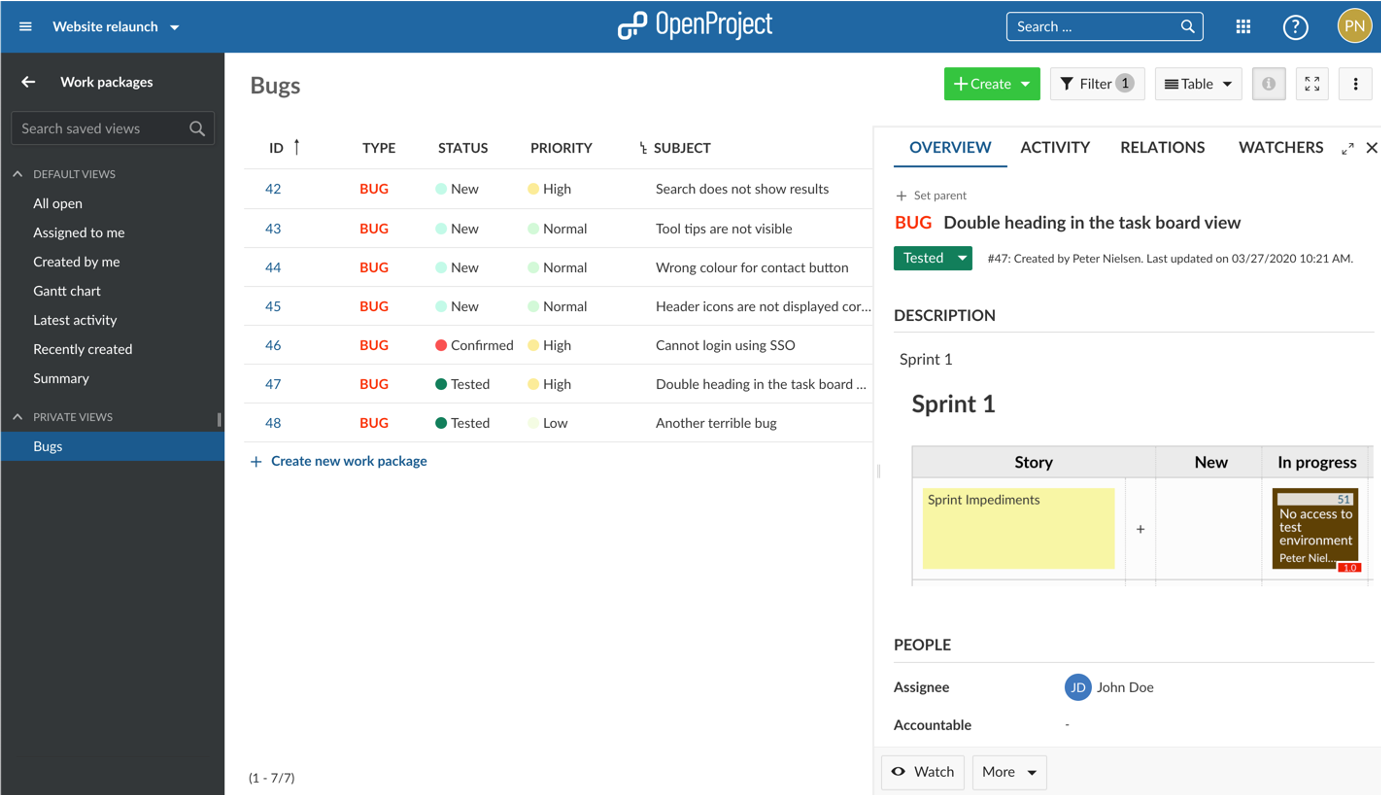 Website relaunch
OpenProject
Search ...
?
PN
Work packages
Search saved views
DEFAULT VIEWS
All open
Assigned to me
Created by me
Gantt chart
Latest activity
Recently created
Summary
PRIVATE VIEWS
Bugs
Bugs
+ Create
Filter 1
Table
ID TYPE STATUS PRIORITY SUBJECT
42 BUG New High Search does not show results
43 BUG New Normal Tool tips are not visible
44 BUG New Normal Wrong colour for contact button
45 BUG New Normal Header icons are not displayed cor...
46 BUG Confirmed High Cannot login using SSO
47 BUG Tested High Double heading in the task board ...
48 BUG Tested Low Another terrible bug
+ Create new work package
(1 - 7/7)
OVERVIEW ACTIVITY RELATIONS WATCHERS
+ Set parent
BUG Double heading in the task board view
Tested #47: Created by Peter Nielsen. Last updated on 03/27/2020 10:21 AM.
DESCRIPTION
Sprint 1
Sprint 1
Story New In progress
Sprint Impediments
+
51
No access to
test
environment
Peter Niel...
1.0
PEOPLE
Assignee JD John Doe
Accountable -
Watch More